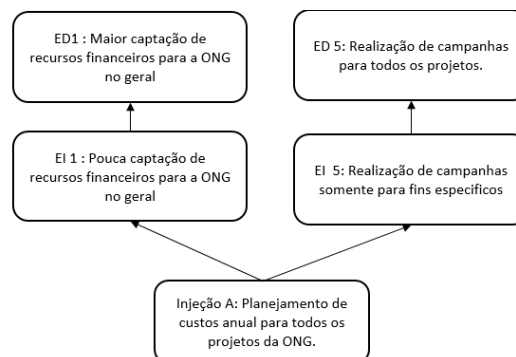 ED1 : Maior captação de
recursos financeiros para a ONG
no geral
ED 5: Realização de campanhas
para todos os projetos.
EI 1 : Pouca captação de
recursos financeiros para a ONG
no geral
EI  5: Realização de campanhas
somente para fins especificos
Injeção A: Planejamento de
custos anual para todos os
projetos da ONG.